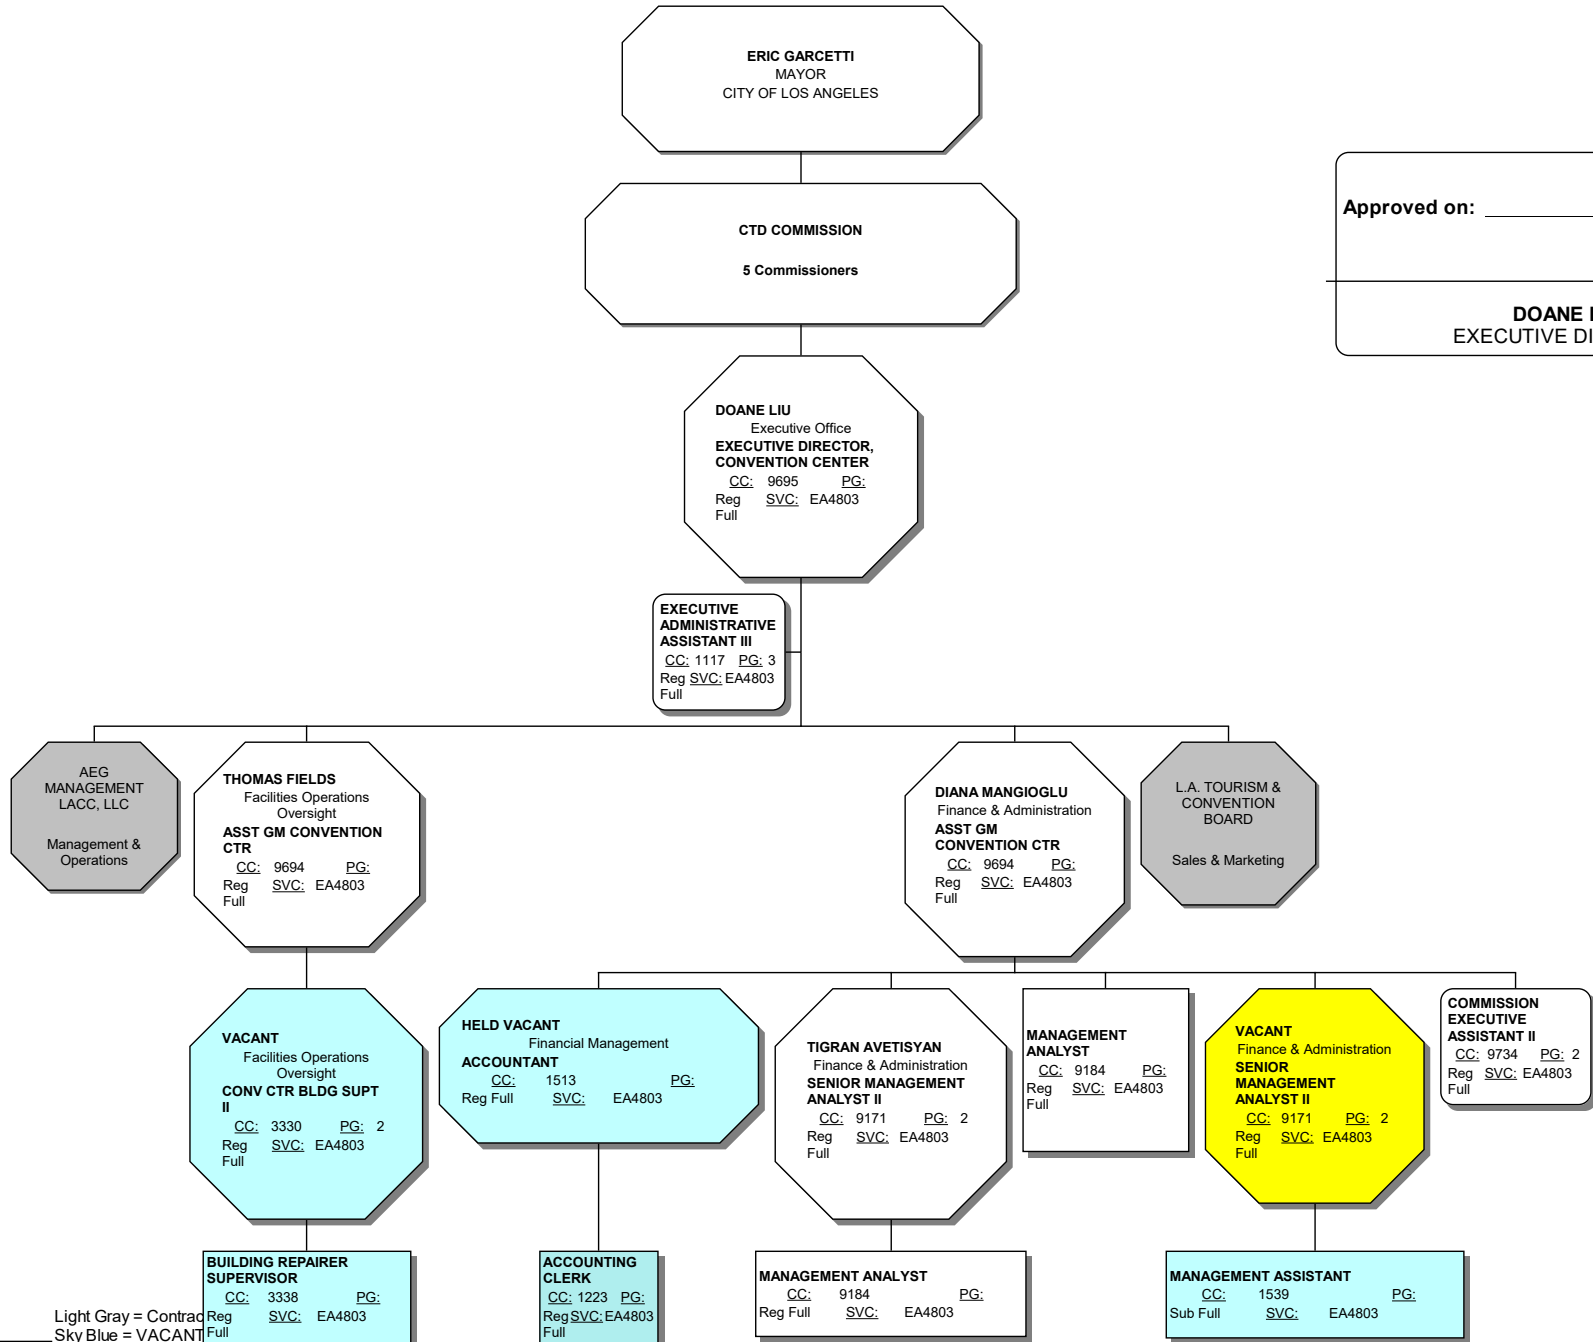 ERIC GARCETTI
MAYOR
CITY OF LOS ANGELES
CTD COMMISSION
5 Commissioners
Approved on:
DOANE
EXECUTIVE
DOANE LIU
Executive Office
EXECUTIVE DIRECTOR,
CONVENTION CENTER
CC: 9695 PG:
Reg SVC: EA4803
Full
EXECUTIVE
ADMINISTRATIVE
ASSISTANT III
CC: 1117 PG: 3
Reg SVC: EA4803
Full
AEG
MANAGEMENT
LACC, LLC
Management &
Operations
THOMAS FIELDS
Facilities Operations
Oversight
ASST GM CONVENTION
CTR
CC: 9694 PG:
Reg SVC: EA4803
Full
DIANA MANGIOGLU
Finance & Administration
ASST GM
CONVENTION CTR
CC: 9694 PG:
Reg SVC: EA4803
Full
L.A. TOURISM &
CONVENTION
BOARD
Sales & Marketing
VACANT
Facilities Operations
Oversight
CONV CTR BLDG SUPT
II
CC: 3330 PG: 2
Reg SVC: EA4803
Full
HELD VACANT
Financial Management
ACCOUNTANT
CC: 1513 PG:
Reg Full SVC: EA4803
TIGRAN AVETISYAN
Finance & Administration
SENIOR MANAGEMENT
ANALYST II
CC: 9171 PG: 2
Reg SVC: EA4803
Full
MANAGEMENT
ANALYST
CC: 9184 PG:
Reg SVC: EA4803
Full
VACANT
Finance & Administration
SENIOR
MANAGEMENT
ANALYST II
CC: 9171 PG: 2
Reg SVC: EA4803
Full
COMMISSION
EXECUTIVE
ASSISTANT II
CC: 9734 PG: 2
Reg SVC: EA4803
Full
BUILDING REPAIRER
SUPERVISOR
CC: 3338 PG:
Reg SVC: EA4803
Full
ACCOUNTING
CLERK
CC: 1223 PG:
Reg SVC: EA4803
Full
MANAGEMENT ANALYST
CC: 9184 PG:
Reg Full SVC: EA4803
MANAGEMENT ASSISTANT
CC: 1539 PG:
Sub Full SVC: EA4803
Light Gray = Contrac
Sky Blue = VACANT